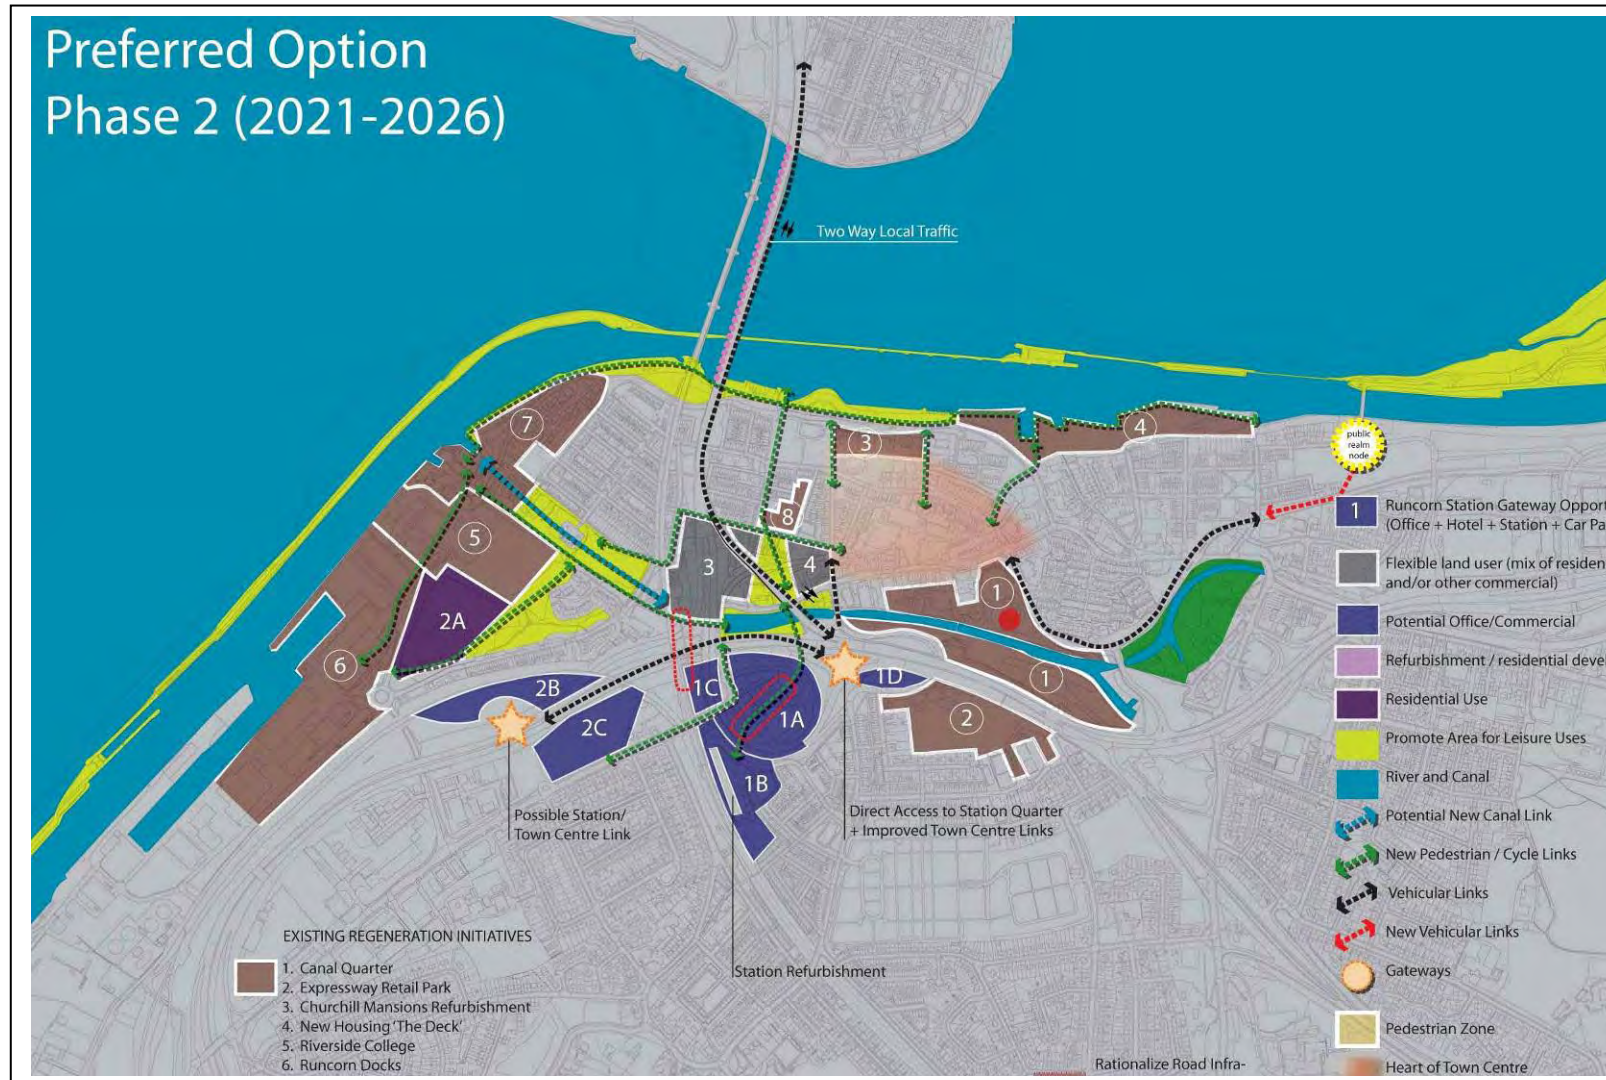 Preferred Option
Phase 2 (2021-2026)
Two Way Local Traffic
7
3
4
public
realm
node
8
5
3
4
1
2A
6
1
2B
1C
1D
1A
2
2C
1B
Possible Station/
Town Centre Link
Direct Access to Station Quarter
+ Improved Town Centre Links
Station Refurbishment
EXISTING REGENERATION INITIATIVES
1. Canal Quarter
2. Expressway Retail Park
3. Churchill Mansions Refurbishment
4. New Housing 'The Deck'
5. Riverside College
6. Runcorn Docks
1
Runcorn Station Gateway Opport
(Office + Hotel + Station + Car Pa
Flexible land user (mix of residen
and/or other commercial)
Potential Office/Commercial
Refurbishment / residential devel
Residential Use
Promote Area for Leisure Uses
River and Canal
Potential New Canal Link
New Pedestrian / Cycle Links
Vehicular Links
New Vehicular Links
Gateways
Pedestrian Zone
Heart of Town Centre
Rationalize Road Infra-